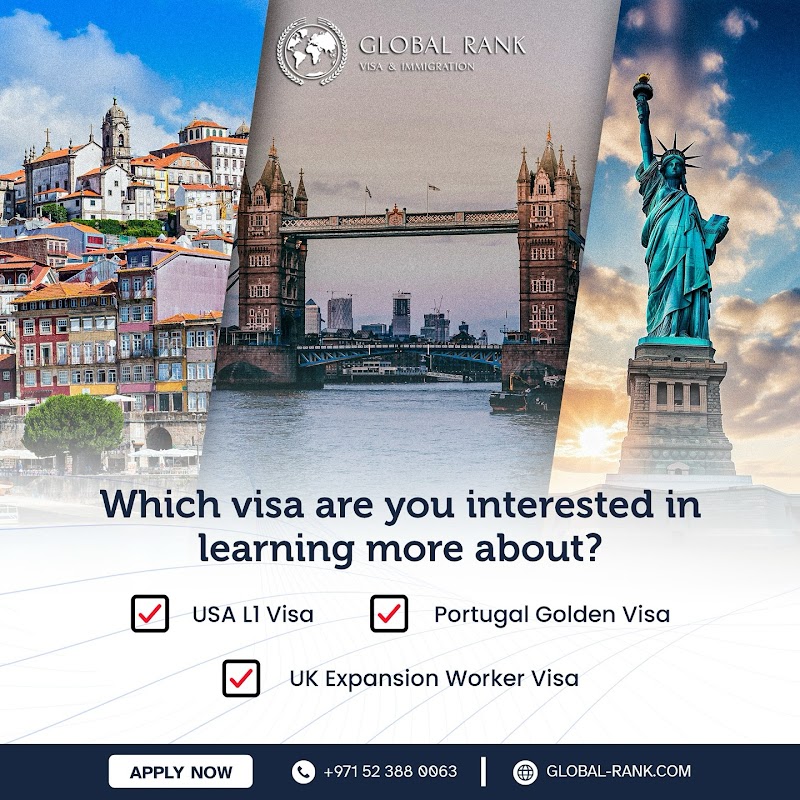 GLOBAL RANK
VISA & IMMIGRATION
Which visa are you interested in
learning more about?
USA L1 Visa
Portugal Golden Visa
UK Expansion Worker Visa
APPLY NOW
+971 52 388 0063
GLOBAL-RANK.COM